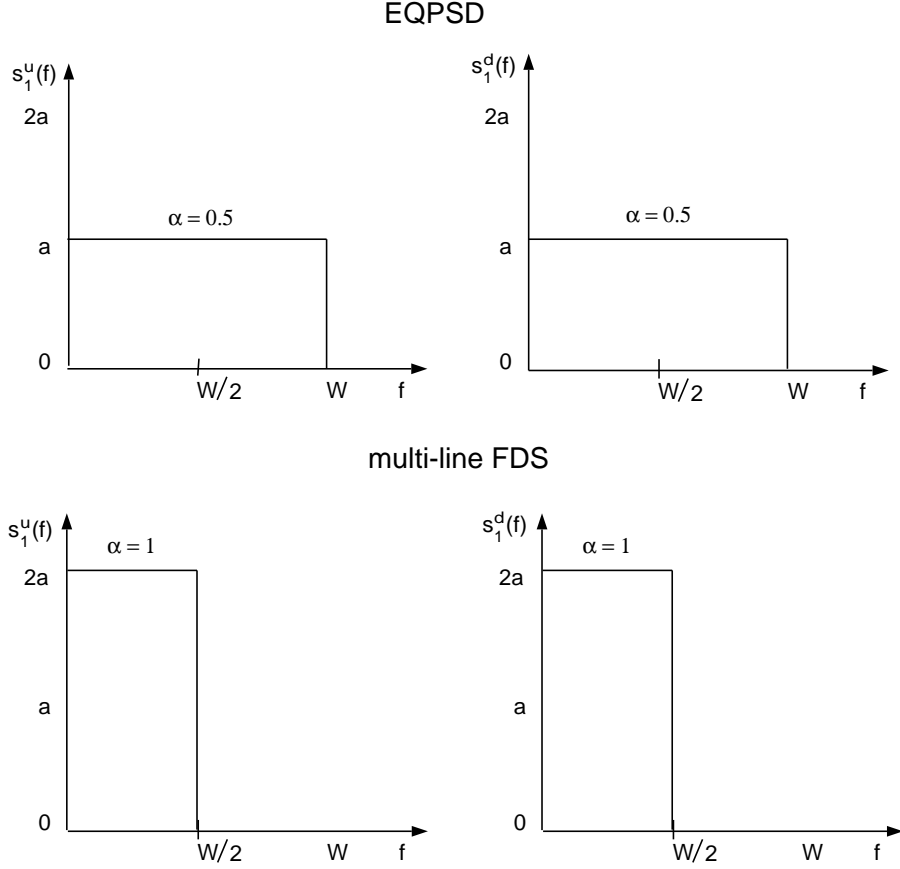 EQPSD
s₁ᵘ(f)
2a
α = 0.5
a
0
W/2 W f
s₁ᵈ(f)
2a
α = 0.5
a
0
W/2 W f
multi-line FDS
s₁ᵘ(f)
α = 1
2a
a
0
W/2 W f
s₁ᵈ(f)
α = 1
2a
a
0
W/2 W f